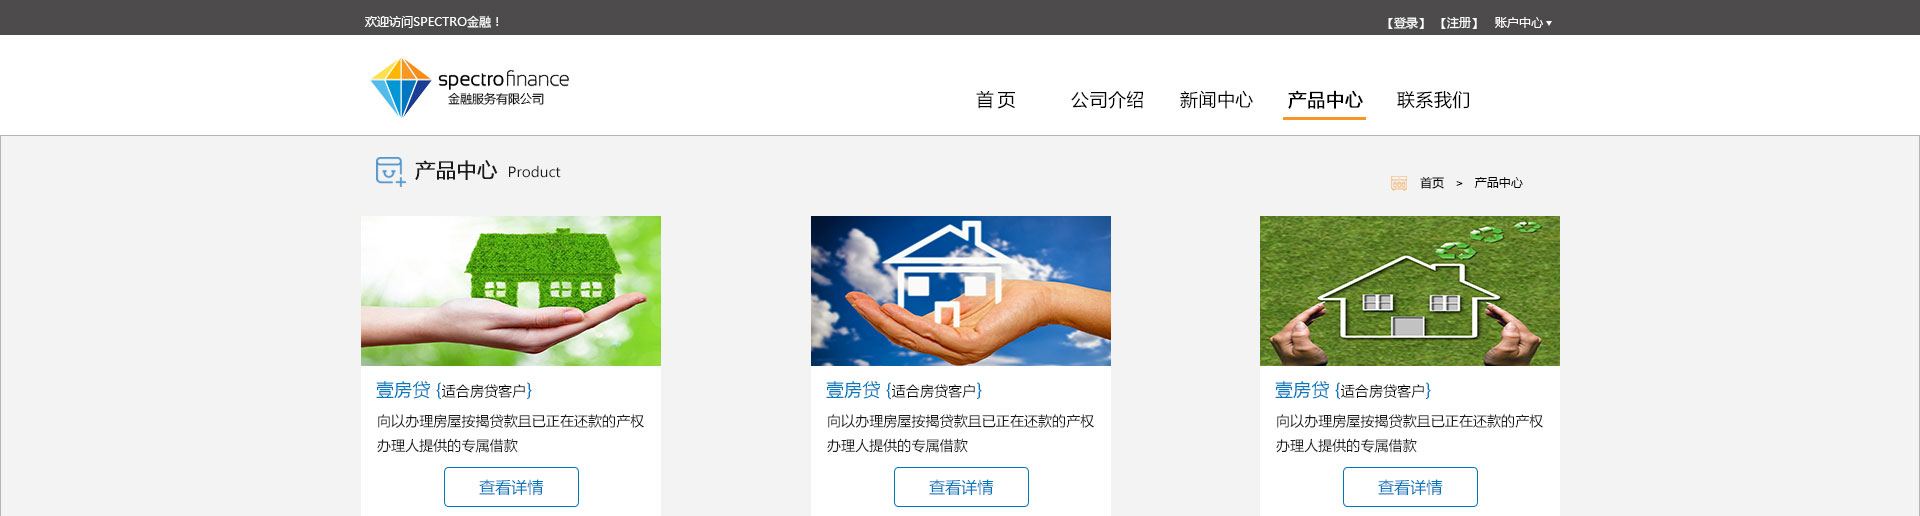 欢迎访问SPECTRO金融！
【登录】 【注册】 账户中心
spectrofinance
金融服务有限公司
首页 公司介绍 新闻中心 产品中心 联系我们
产品中心 Product
首页 > 产品中心
壹房贷 {适合房贷客户}
向以办理房屋按揭贷款且已正在还款的产权
办理人提供的专属借款
查看详情
壹房贷 {适合房贷客户}
向以办理房屋按揭贷款且已正在还款的产权
办理人提供的专属借款
查看详情
壹房贷 {适合房贷客户}
向以办理房屋按揭贷款且已正在还款的产权
办理人提供的专属借款
查看详情